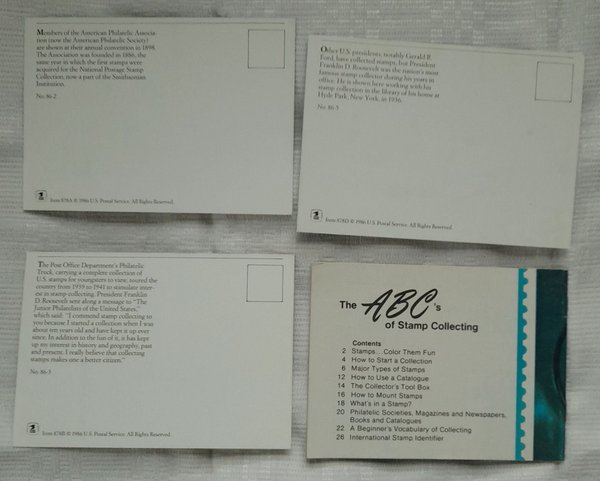 Members of the American Philatelic Associa-
tion (now the American Philatelic Society)
are shown at their annual convention in 1898.
The Association was founded in 1886, the
same year in which the first stamps were
acquired for the National Postage Stamp
Collection, now a part of the Smithsonian
Institution.
No. 86-2
Item 878A © 1986 U.S. Postal Service. All Rights Reserved.
Other U.S. presidents, notably Gerald R.
Ford, have collected stamps, but President
Franklin D. Roosevelt was the nation's most
famous stamp collector during his years in
office. He is shown here working with his
stamp collection in the library of his home at
Hyde Park, New York, in 1936.
No. 86-5
Item 878D © 1986 U.S. Postal Service. All Rights Reserved.
The Post Office Department's Philatelic
Truck, carrying a complete collection of
U.S. stamps for youngsters to view, toured the
country from 1939 to 1941 to stimulate inter-
est in stamp collecting. President Franklin
D. Roosevelt sent along a message to "The
Junior Philatelists of the United States,"
which said: "I commend stamp collecting to
you because I started a collection when I was
about ten years old and have kept it up ever
since. In addition to the fun of it, it has kept
up my interest in history and geography, past
and present. I really believe that collecting
stamps makes one a better citizen."
No. 86-3
Item 878B © 1986 U.S. Postal Service. All Rights Reserved.
The ABC's
of Stamp Collecting
Contents
2 Stamps... Color Them Fun
4 How to Start a Collection
6 Major Types of Stamps
12 How to Use a Catalogue
14 The Collector's Tool Box
16 How to Mount Stamps
18 What's in a Stamp?
20 Philatelic Societies, Magazines and Newspapers,
Books and Catalogues
22 A Beginner's Vocabulary of Collecting
26 International Stamp Identifier